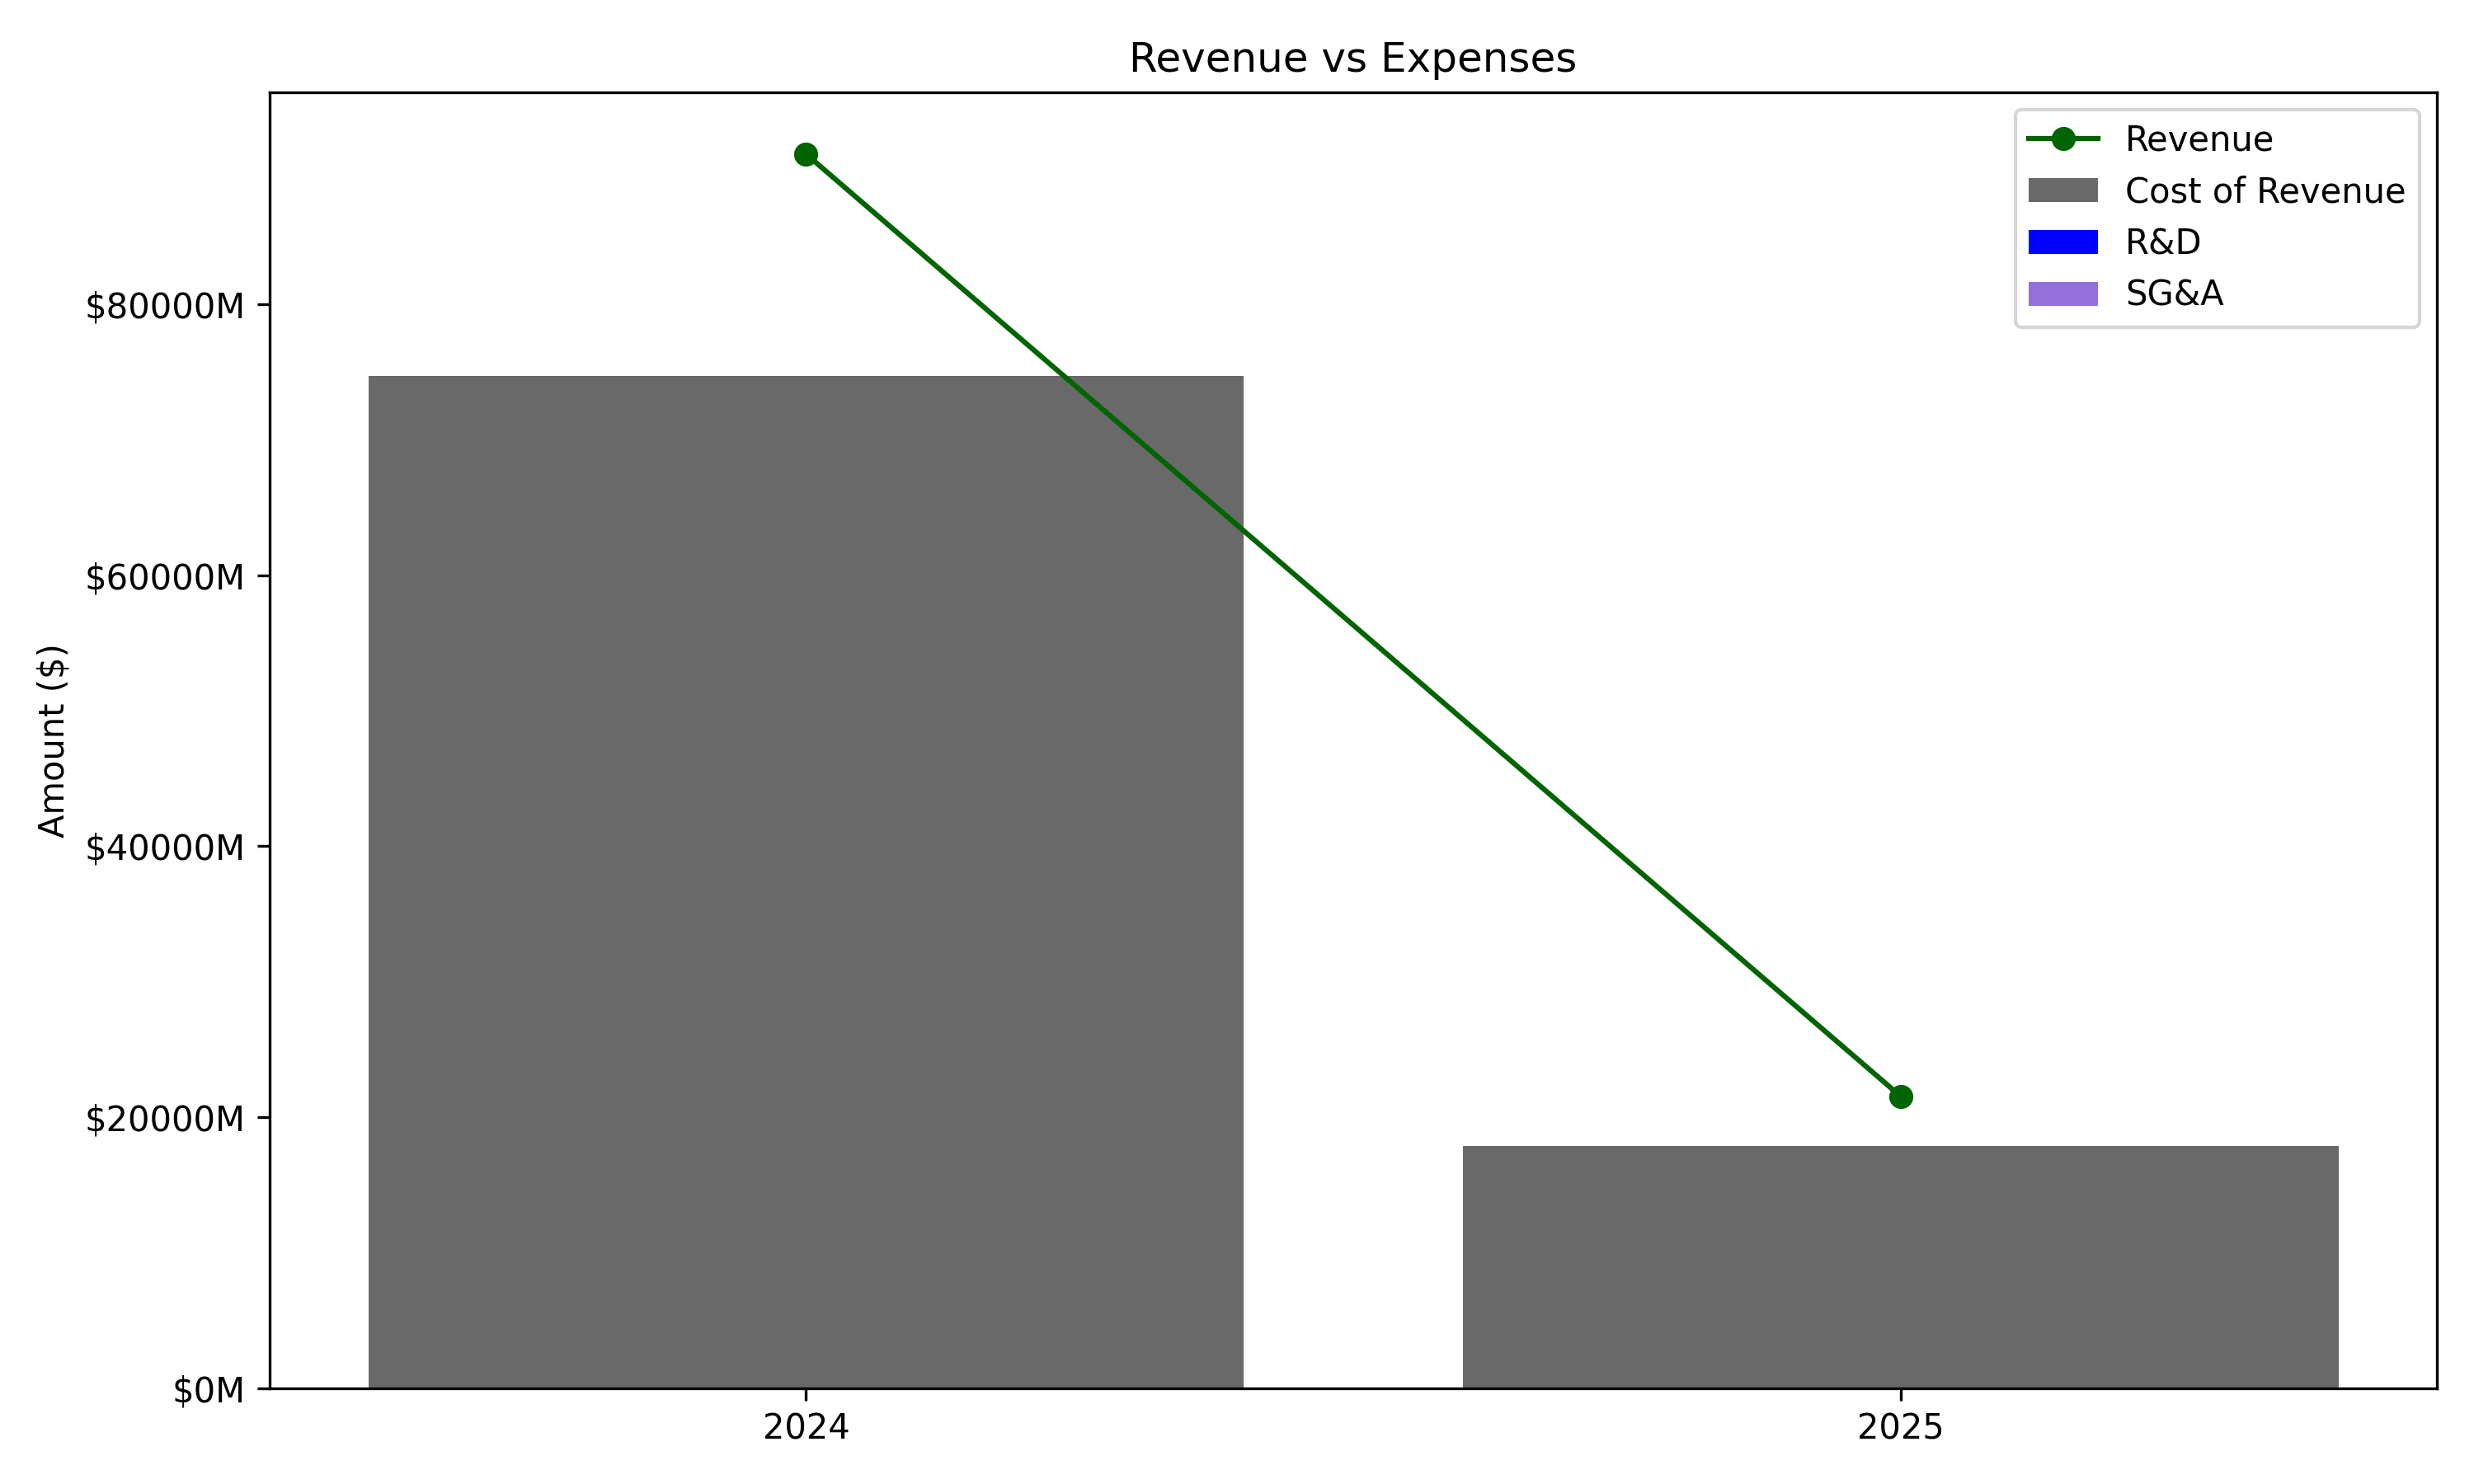 Revenue vs Expenses
Revenue
Cost of Revenue
R&D
SG&A
Amount ($)
$80000M
$60000M
$40000M
$20000M
$0M
2024
2025